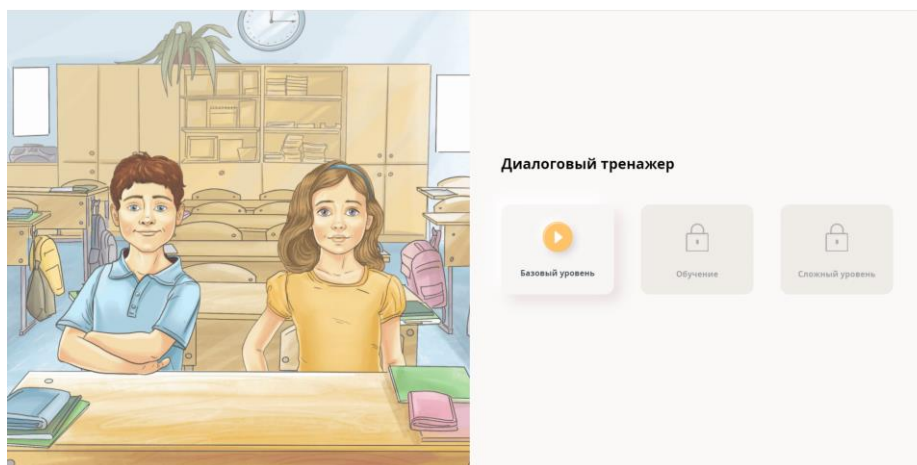 Диалоговый тренажер
Базовый уровень
Обучение
Сложный уровень